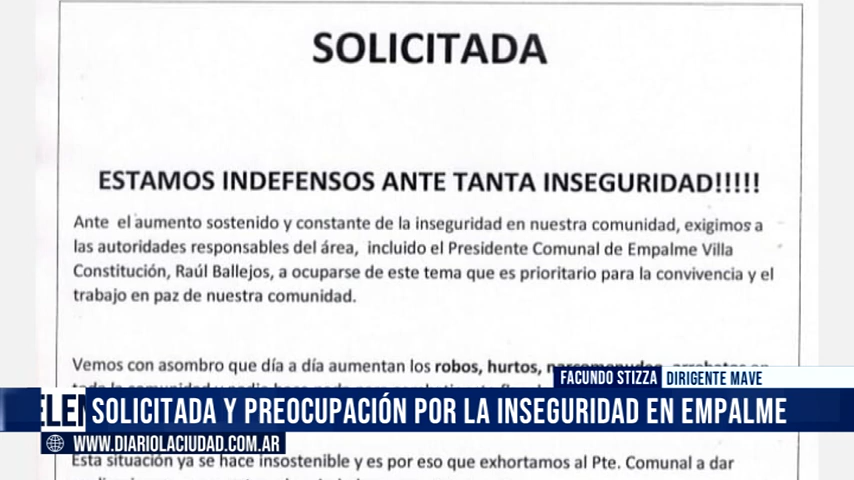 SOLICITADA
ESTAMOS INDEFENSOS ANTE TANTA INSEGURIDAD!!!!!
Ante el aumento sostenido y constante de la inseguridad en nuestra comunidad, exigimos a
las autoridades responsables del área, incluido el Presidente Comunal de Empalme Villa
Constitución, Raúl Ballejos, a ocuparse de este tema que es prioritario para la convivencia y el
trabajo en paz de nuestra comunidad.
Vemos con asombro que día a día aumentan los robos, hurtos,
FACUNDO STIZZA DIRIGENTE MAVE
SOLICITADA Y PREOCUPACIÓN POR LA INSEGURIDAD EN EMPALME
WWW.DIARIOLACIUDAD.COM.AR
Esta situación ya se hace insostenible y es por eso que exhortamos al Pte. Comunal a dar